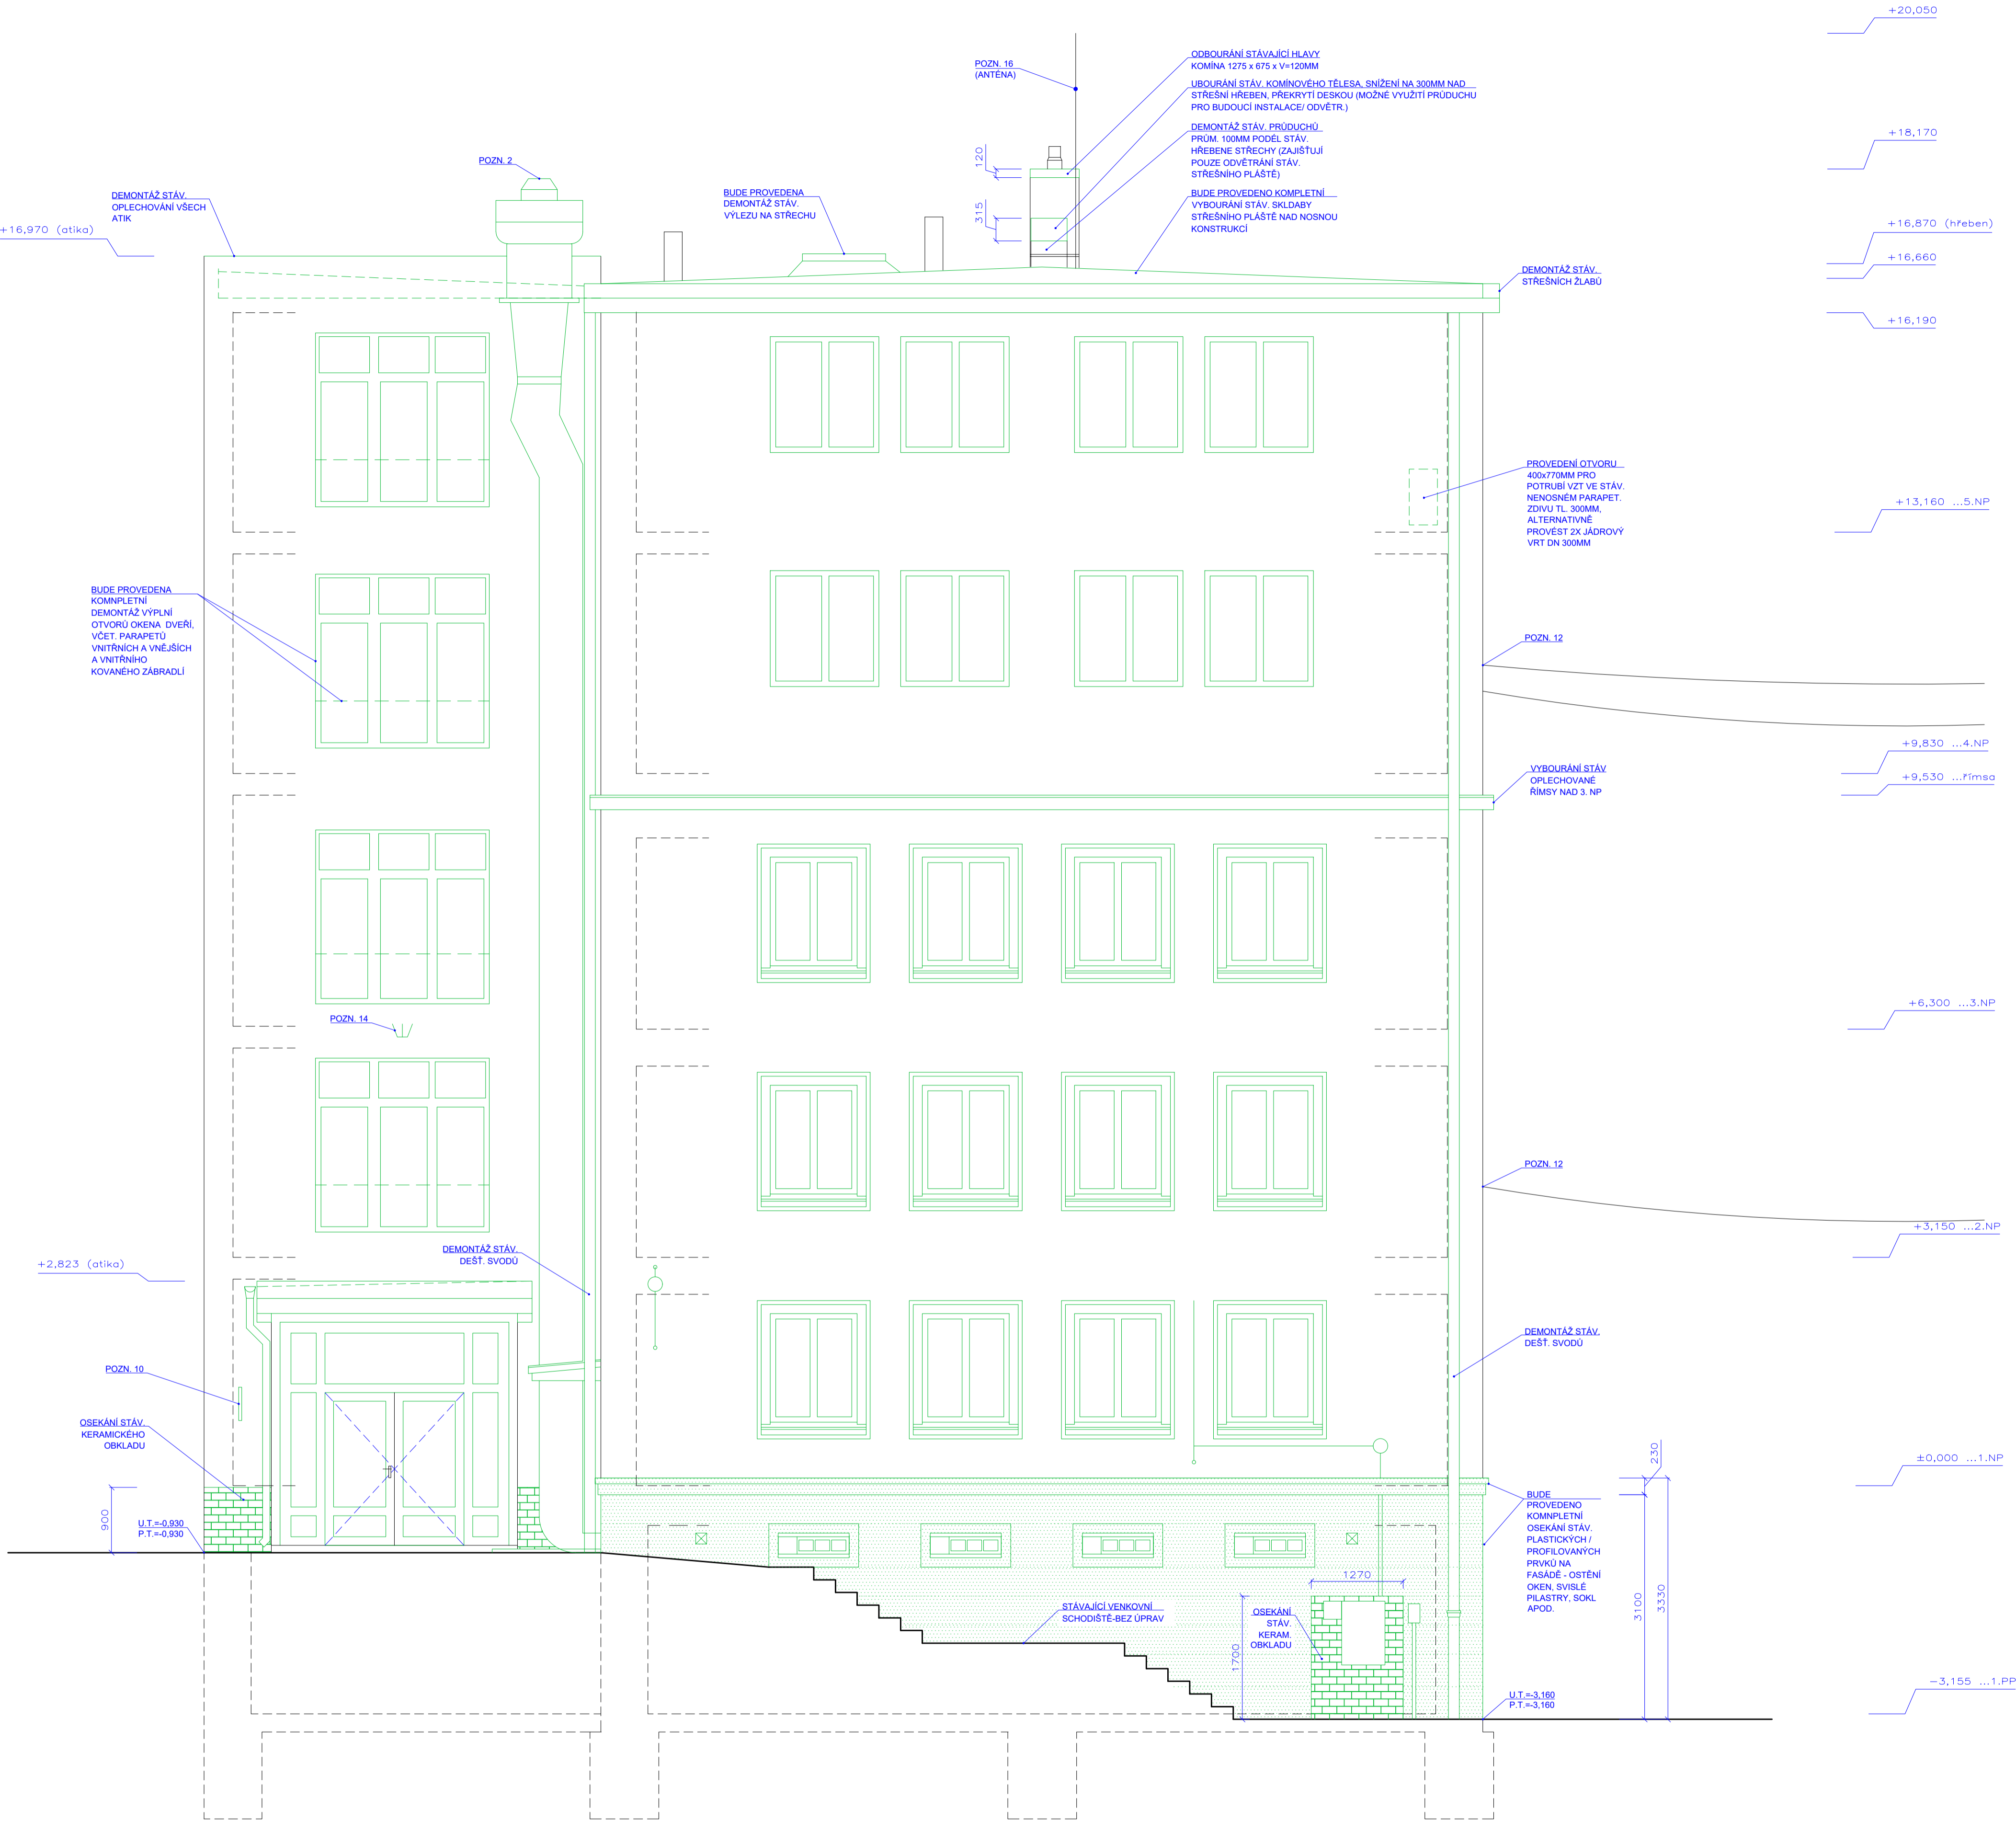 +20,050
POZN. 16
(ANTÉNA)
ODBOURÁNÍ STÁVAJÍCÍ HLAVY
KOMÍNA 1275 x 675 x V=120MM
UBOURÁNÍ STÁV. KOMÍNOVÉHO TĚLESA, SNÍŽENÍ NA 300MM NAD
STŘEŠNÍ HŘEBEN, PŘEKRYTÍ DESKOU (MOŽNÉ VYUŽITÍ PRŮDUCHU
PRO BUDOUCÍ INSTALACE/ ODVĚTR.)
DEMONTÁŽ STÁV. PRŮDUCHŮ
PRŮM. 100MM PODÉL STÁV.
HŘEBENE STŘECHY (ZAJIŠŤUJÍ
POUZE ODVĚTRÁNÍ STÁV.
STŘEŠNÍHO PLÁŠTĚ)
+18,170
120
POZN. 2
DEMONTÁŽ STÁV.
OPLECHOVÁNÍ VŠECH
ATIK
BUDE PROVEDENA
DEMONTÁŽ STÁV.
VÝLEZU NA STŘECHU
315
BUDE PROVEDENO KOMPLETNÍ
VYBOURÁNÍ STÁV. SKLDABY
STŘEŠNÍHO PLÁŠTĚ NAD NOSNOU
KONSTRUKCÍ
+16,970 (atika)
+16,870 (hřeben)
+16,660
DEMONTÁŽ STÁV.
STŘEŠNÍCH ŽLABŮ
+16,190
PROVEDENÍ OTVORU
400x770MM PRO
POTRUBÍ VZT VE STÁV.
NENOSNÉM PARAPET.
ZDIVU TL. 300MM,
ALTERNATIVNĚ
PROVÉST 2X JÁDROVÝ
VRT DN 300MM
+13,160 ...5.NP
BUDE PROVEDENA
KOMNPLETNÍ
DEMONTÁŽ VÝPLNÍ
OTVORŮ OKENA  DVEŘÍ,
VČET. PARAPETŮ
VNITŘNÍCH A VNĚJŠÍCH
A VNITŘNÍHO
KOVANÉHO ZÁBRADLÍ
POZN. 12
+9,830 ...4.NP
+9,530 ...římsa
VYBOURÁNÍ STÁV
OPLECHOVANÉ
ŘÍMSY NAD 3. NP
+6,300 ...3.NP
POZN. 14
POZN. 12
+3,150 ...2.NP
DEMONTÁŽ STÁV.
DEŠŤ. SVODŮ
+2,823 (atika)
DEMONTÁŽ STÁV.
DEŠŤ. SVODŮ
POZN. 10
OSEKÁNÍ STÁV.
KERAMICKÉHO
OBKLADU
230
±0,000 ...1.NP
900
U.T.=-0,930
P.T.=-0,930
BUDE
PROVEDENO
KOMNPLETNÍ
OSEKÁNÍ STÁV.
PLASTICKÝCH /
PROFILOVANÝCH
PRVKŮ NA
FASÁDĚ - OSTĚNÍ
OKEN, SVISLÉ
PILASTRY, SOKL
APOD.
1270
3100
3330
STÁVAJÍCÍ VENKOVNÍ
SCHODIŠTĚ-BEZ ÚPRAV
OSEKÁNÍ
STÁV.
KERAM.
OBKLADU
1700
U.T.=-3,160
P.T.=-3,160
-3,155 ...1.PP